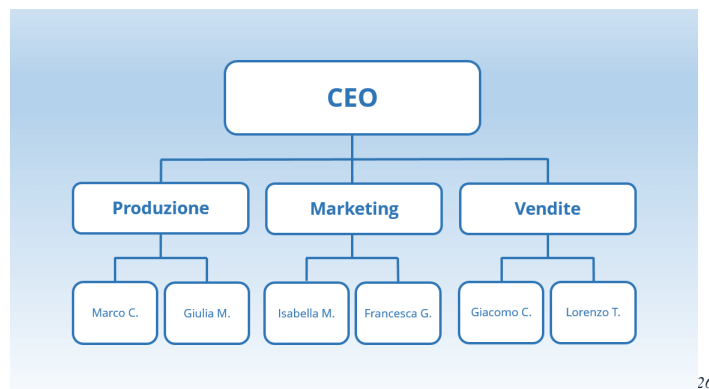 CEO
Produzione
Marketing
Vendite
Marco C.
Giulia M.
Isabella M.
Francesca G.
Giacomo C.
Lorenzo T.